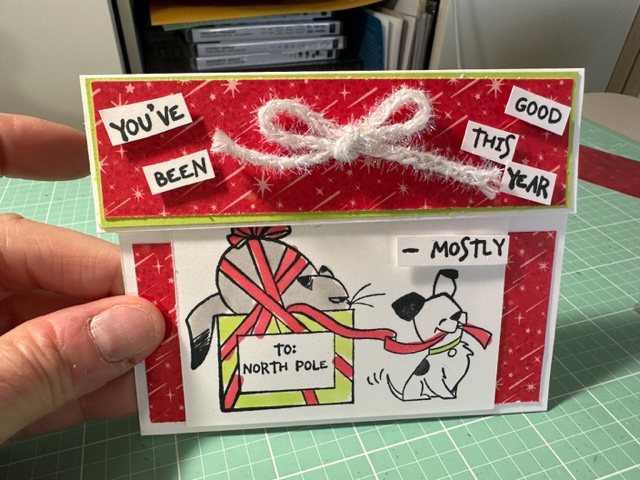 YOU'VE
BEEN
GOOD
THIS
YEAR
- MOSTLY
TO:
NORTH POLE